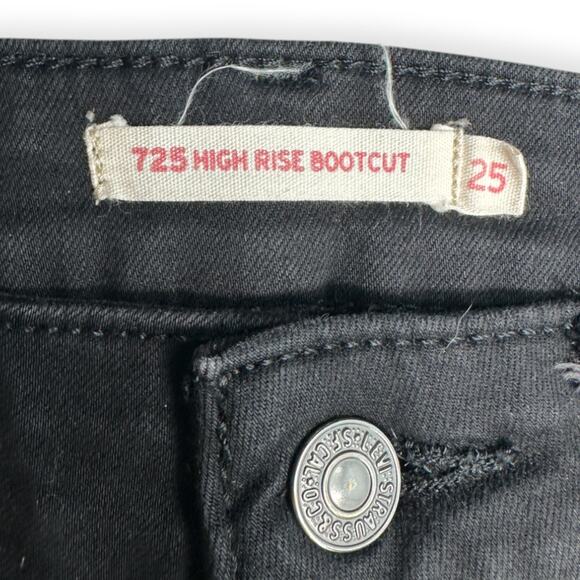 725 HIGH RISE BOOTCUT
25
LEVI STRAUSS & CO. S.F. CAL.